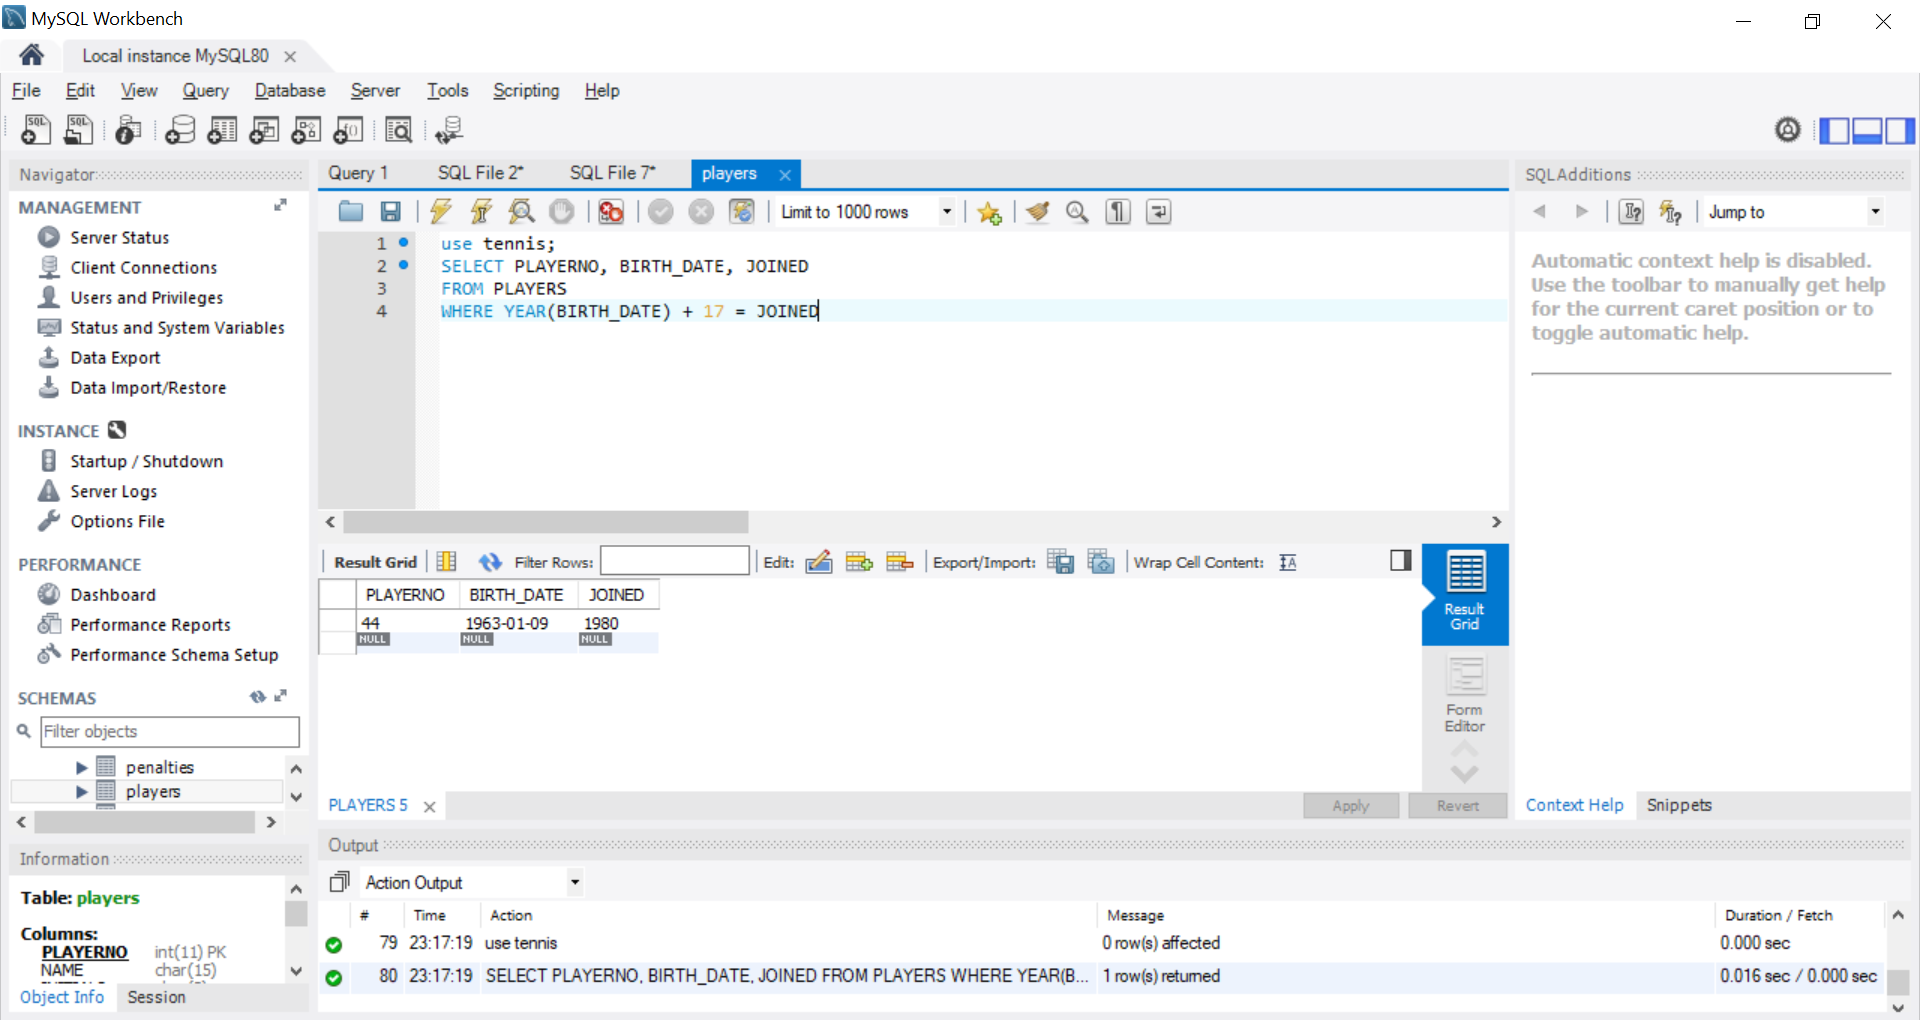 MySQL Workbench
Local instance MySQL80
File Edit View Query Database Server Tools Scripting Help
Navigator
MANAGEMENT
Server Status
Client Connections
Users and Privileges
Status and System Variables
Data Export
Data Import/Restore
INSTANCE
Startup / Shutdown
Server Logs
Options File
PERFORMANCE
Dashboard
Performance Reports
Performance Schema Setup
SCHEMAS
Filter objects
penalties
players
Information
Table: players
Columns:
PLAYERNO int(11) PK
NAME char(15)
Object Info Session
Query 1 SQL File 2* SQL File 7* players
Limit to 1000 rows
1 use tennis;
2 SELECT PLAYERNO, BIRTH_DATE, JOINED
3 FROM PLAYERS
4 WHERE YEAR(BIRTH_DATE) + 17 = JOINED
Result Grid Filter Rows: Edit: Export/Import: Wrap Cell Content:
PLAYERNO BIRTH_DATE JOINED
44 1963-01-09 1980
NULL NULL NULL
Result Grid
Form Editor
PLAYERS 5 Apply Revert
SQLAdditions
Jump to
Automatic context help is disabled.
Use the toolbar to manually get help
for the current caret position or to
toggle automatic help.
Context Help Snippets
Output
Action Output
# Time Action Message Duration / Fetch
79 23:17:19 use tennis 0 row(s) affected 0.000 sec
80 23:17:19 SELECT PLAYERNO, BIRTH_DATE, JOINED FROM PLAYERS WHERE YEAR(B... 1 row(s) returned 0.016 sec / 0.000 sec